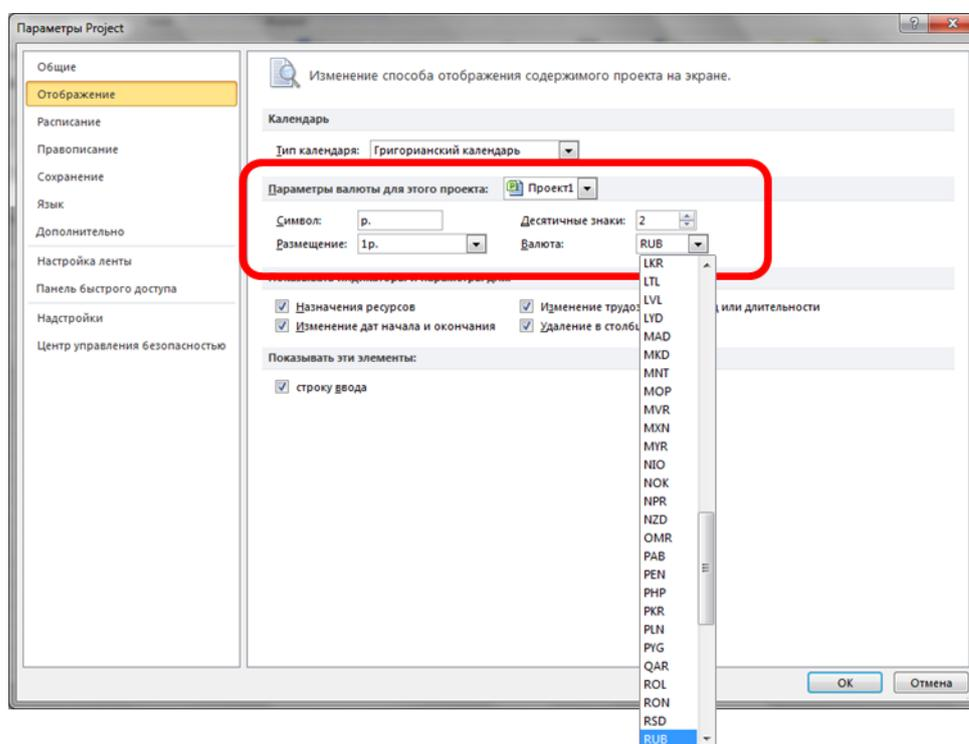 Параметры Project
Общие
Отображение
Расписание
Правописание
Сохранение
Язык
Дополнительно
Настройка ленты
Панель быстрого доступа
Надстройки
Центр управления безопасностью
Изменение способа отображения содержимого проекта на экране.
Календарь
Тип календаря: Григорианский календарь
Параметры валюты для этого проекта: Проект1
Символ: р. Десятичные знаки: 2
Размещение: 1р. Валюта: RUB
Назначения ресурсов Изменение или длительности
Изменение дат начала и окончания Удаление в
Показывать эти элементы:
строку ввода
LKR
LTL
LVL
LYD
MAD
MKD
MNT
MOP
MVR
MXN
MYR
NIO
NOK
NPR
NZD
OMR
PAB
PEN
PHP
PKR
PLN
PYG
QAR
ROL
RON
RSD
RUB
ОК Отмена